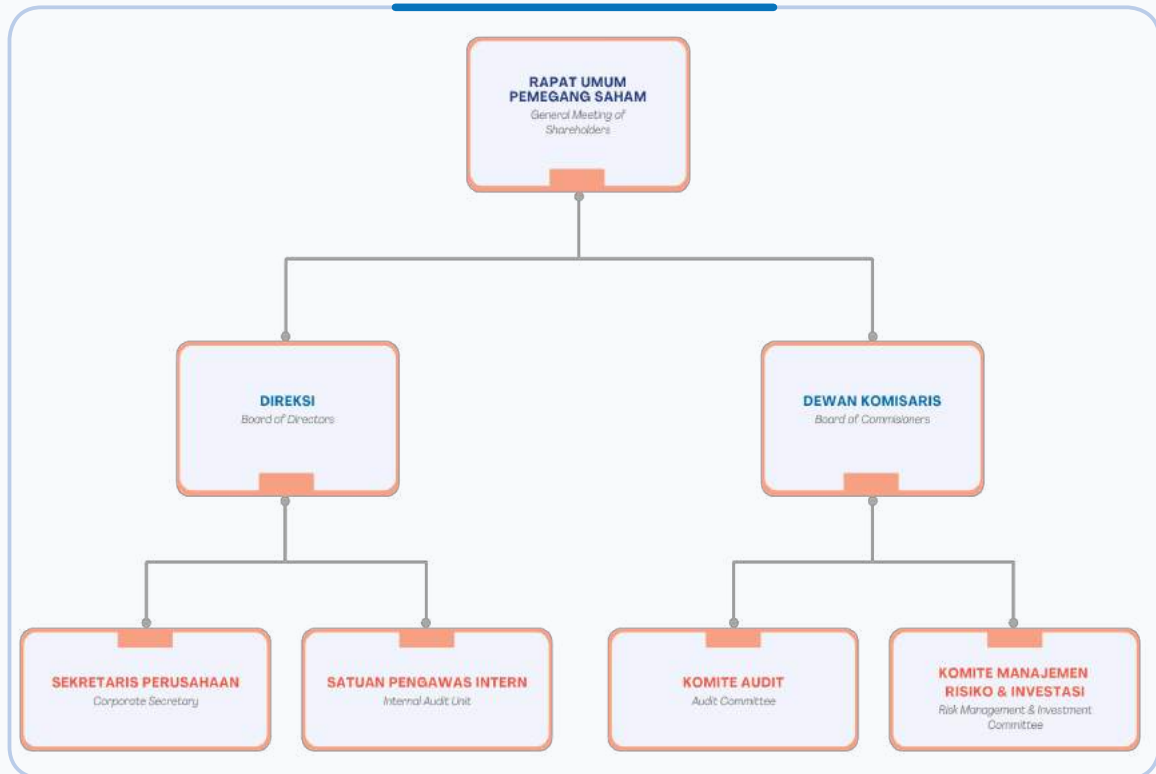 RAPAT UMUM
PEMEGANG SAHAM
General Meeting of
Shareholders
DIREKSI
Board of Directors
DEWAN KOMISARIS
Board of Commisioners
SEKRETARIS PERUSAHAAN
Corporate Secretary
SATUAN PENGAWAS INTERN
Internal Audit Unit
KOMITE AUDIT
Audit Committee
KOMITE MANAJEMEN
RISIKO & INVESTASI
Risk Management & Investment
Committee